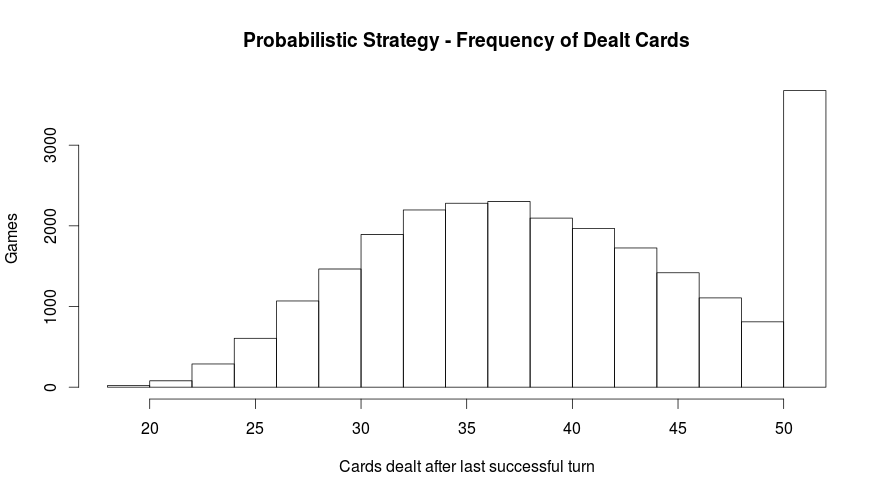 Probabilistic Strategy - Frequency of Dealt Cards
Games
3000
2000
1000
0
20 25 30 35 40 45 50
Cards dealt after last successful turn